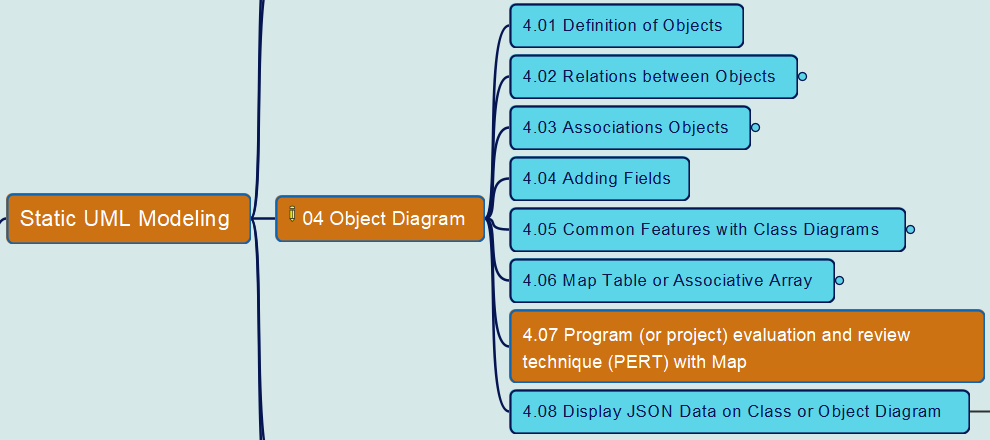 4.01 Definition of Objects
4.02 Relations between Objects
4.03 Associations Objects
4.04 Adding Fields
Static UML Modeling
04 Object Diagram
4.05 Common Features with Class Diagrams
4.06 Map Table or Associative Array
4.07 Program (or project) evaluation and review
technique (PERT) with Map
4.08 Display JSON Data on Class or Object Diagram